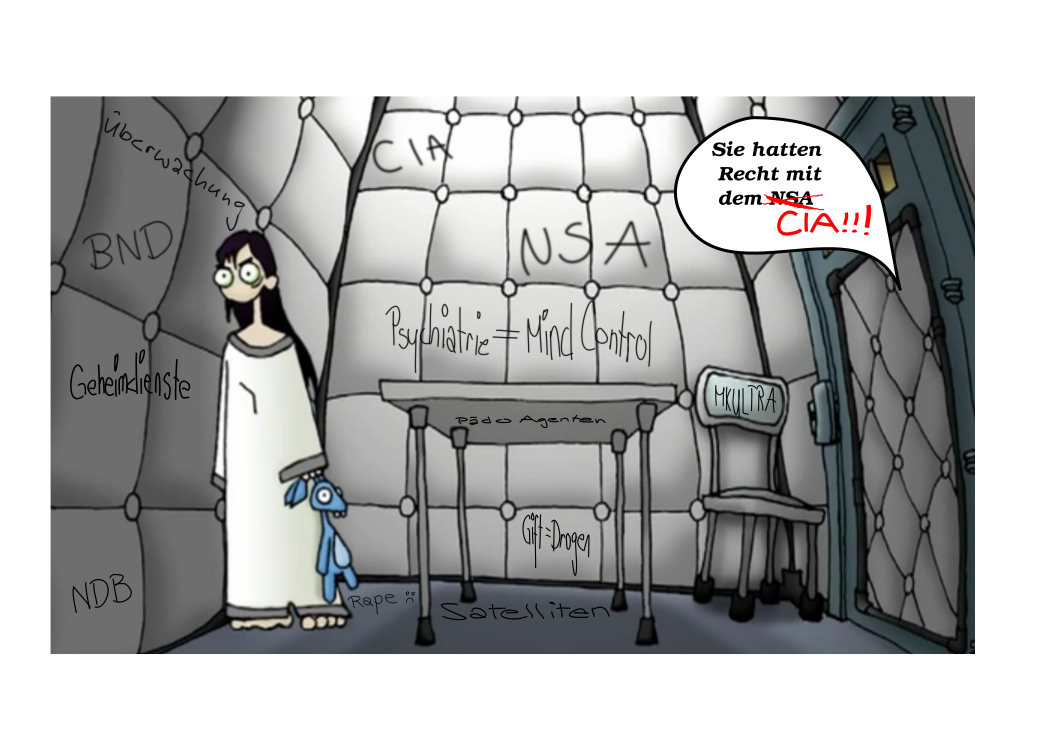 Überwachung
CIA
Sie hatten
Recht mit
dem NSA
CIA!!!
BND
NSA
Psychiatrie = Mind Control
Geheimdienste
MKULTRA
Pädo Agenten
Gift=Drogen
NDB
Rape :(
Satelliten